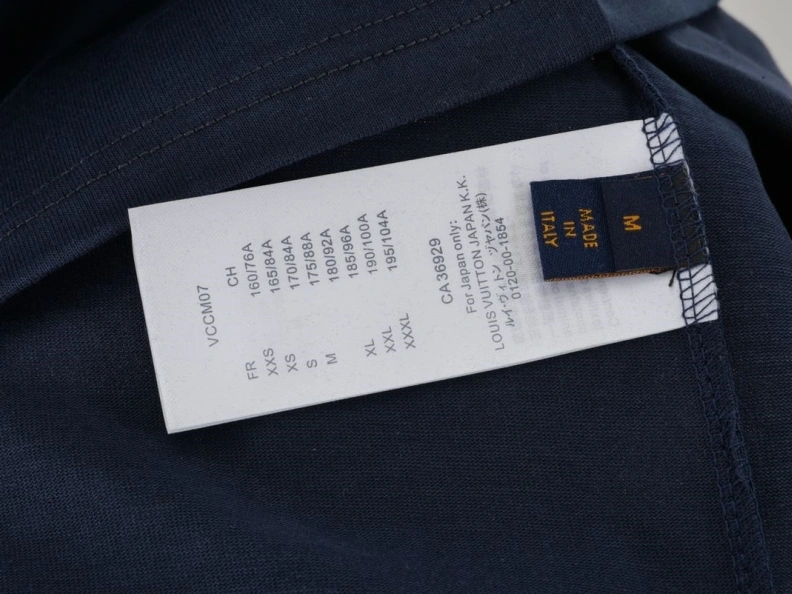 VCCM07
FR CH
XXS 160/76A
XS 165/84A
S 170/84A
M 175/88A
180/92A
XL 185/96A
XXL 190/100A
XXXL 195/104A
CA 36929
For Japan only:
LOUIS VUITTON JAPAN K.K.
ルイ・ヴィトン ジャパン(株)
0120-00-1854
M
MADE
IN
ITALY